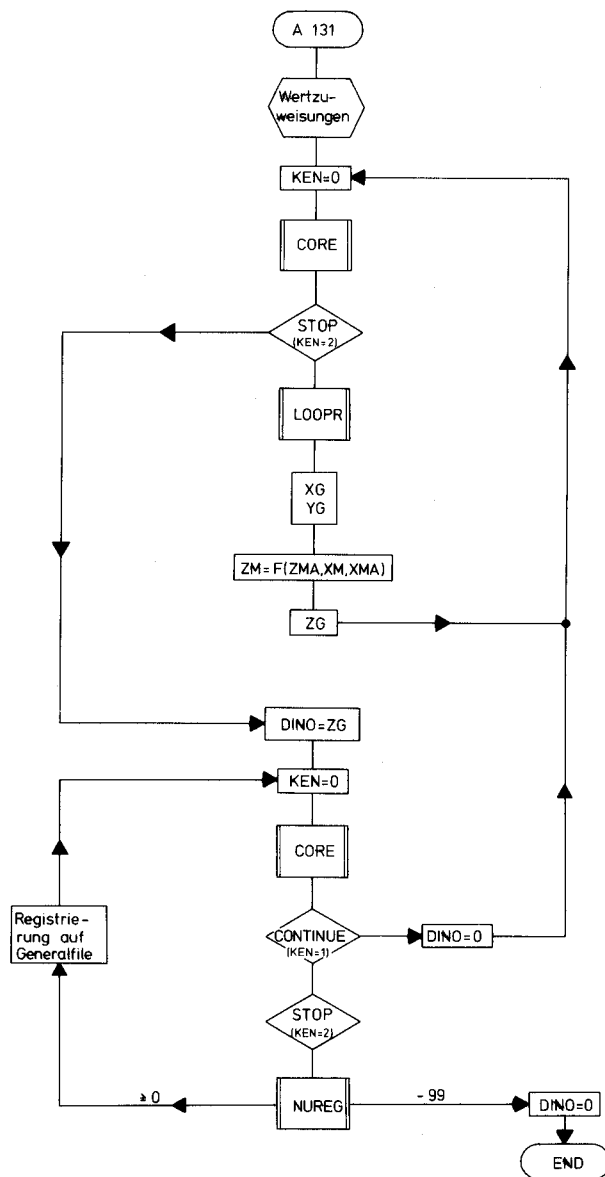 A 131
Wertzu-
weisungen
KEN=0
CORE
STOP
(KEN=2)
LOOPR
XG
YG
ZM=F(ZMA,XM,XMA)
ZG
DINO=ZG
KEN=0
CORE
Registrie-
rung auf
Generalfile
CONTINUE
(KEN=1)
DINO=0
STOP
(KEN=2)
≥0
NUREG
-99
DINO=0
END